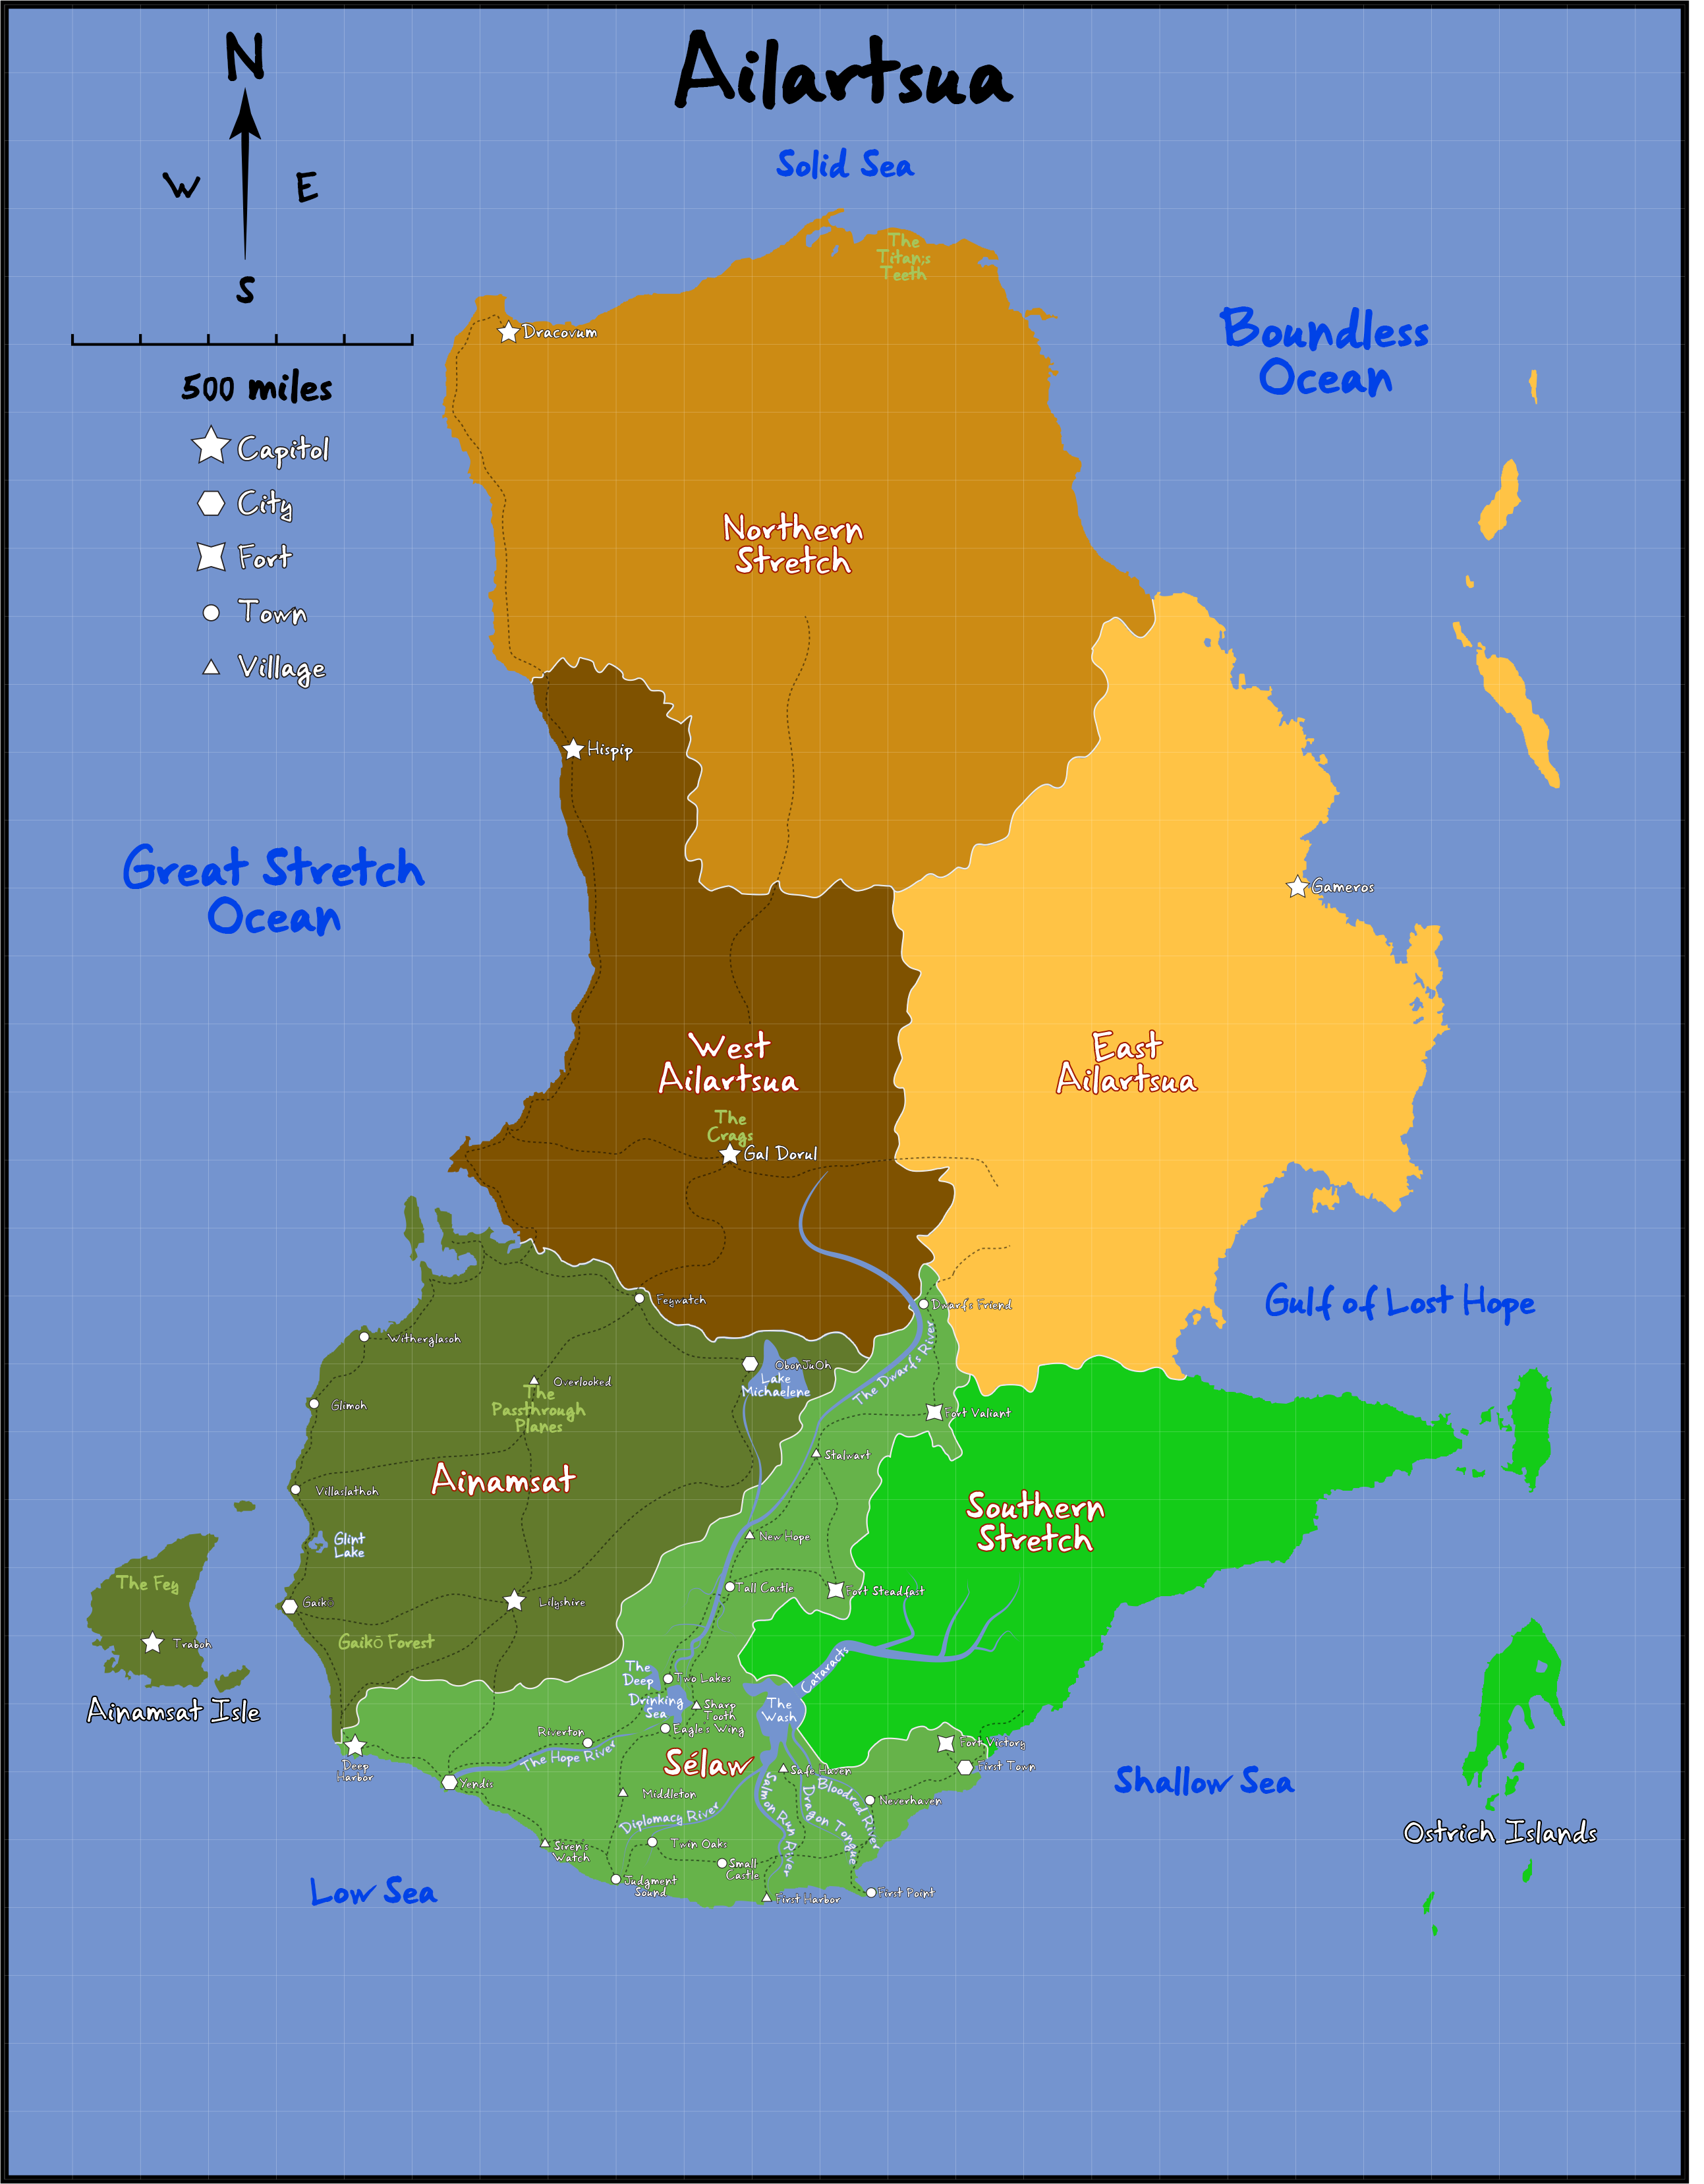 Ailartsua
N
W
E
S
Solid Sea
The
Titan;s
Teeth
Boundless
Ocean
Dracovum
500 miles
Capitol
City
Fort
Town
Village
Northern
Stretch
Hispip
Great Stretch
Ocean
Gameros
West
Ailartsua
East
Ailartsua
The
Crags
Gal Dorul
Gulf of Lost Hope
Feywatch
Dwarf's Friend
Witherglasoh
The Dwarf's River
ObonJuOh
Lake
Michaelene
Overlooked
The
Passthrough
Planes
Glimoh
Fort Valiant
Stalwart
Ainamsat
Villaslathoh
Southern
Stretch
New Hope
Glint
Lake
The Fey
Tall Castle
Fort Steadfast
Gaikō
Lilyshire
Traboh
Gaikō Forest
Cataracts
The
Deep
Two Lakes
Drinking
Sea
Sharp
Tooth
The
Wash
Ainamsat Isle
Eagle's Wing
Riverton
The Hope River
Sélaw
Fort Victory
First Town
Deep
Harbor
Yendis
Safe Haven
Shallow Sea
Middleton
Diplomacy River
Salmon Run River
Dragon Tongue
Bloodred River
Neverhaven
Ostrich Islands
Siren's
Watch
Twin Oaks
Small
Castle
Judgment
Sound
First Harbor
First Point
Low Sea